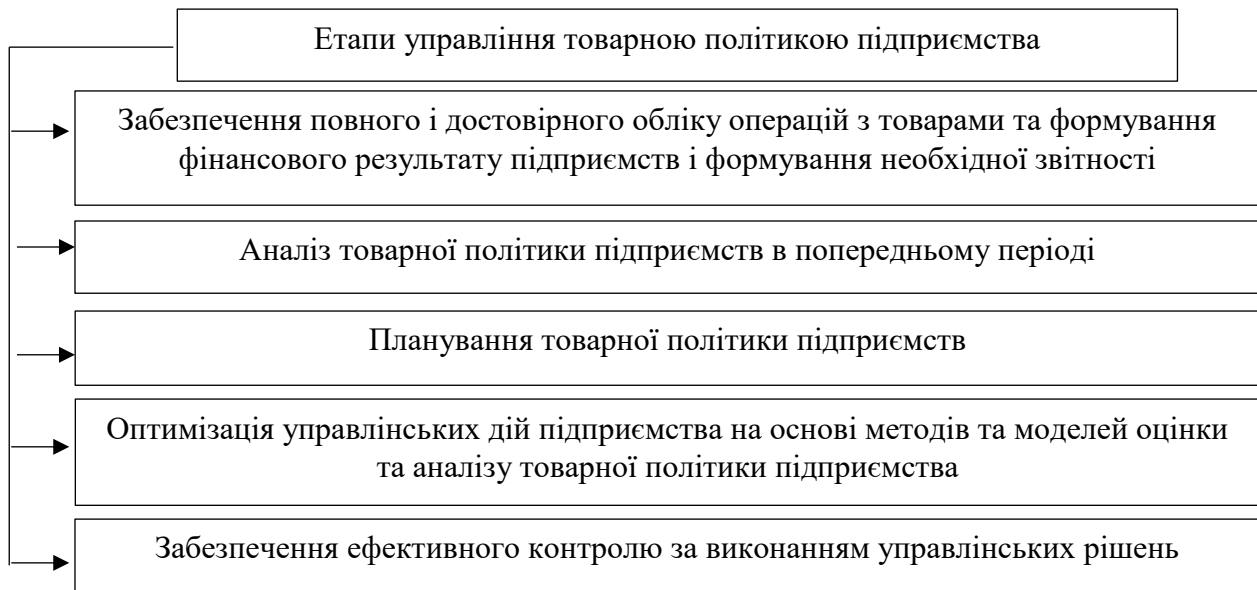 Етапи управління товарною політикою підприємства
Забезпечення повного і достовірного обліку операцій з товарами та формування
фінансового результату підприємств і формування необхідної звітності
Аналіз товарної політики підприємств в попередньому періоді
Планування товарної політики підприємств
Оптимізація управлінських дій підприємства на основі методів та моделей оцінки
та аналізу товарної політики підприємства
Забезпечення ефективного контролю за виконанням управлінських рішень